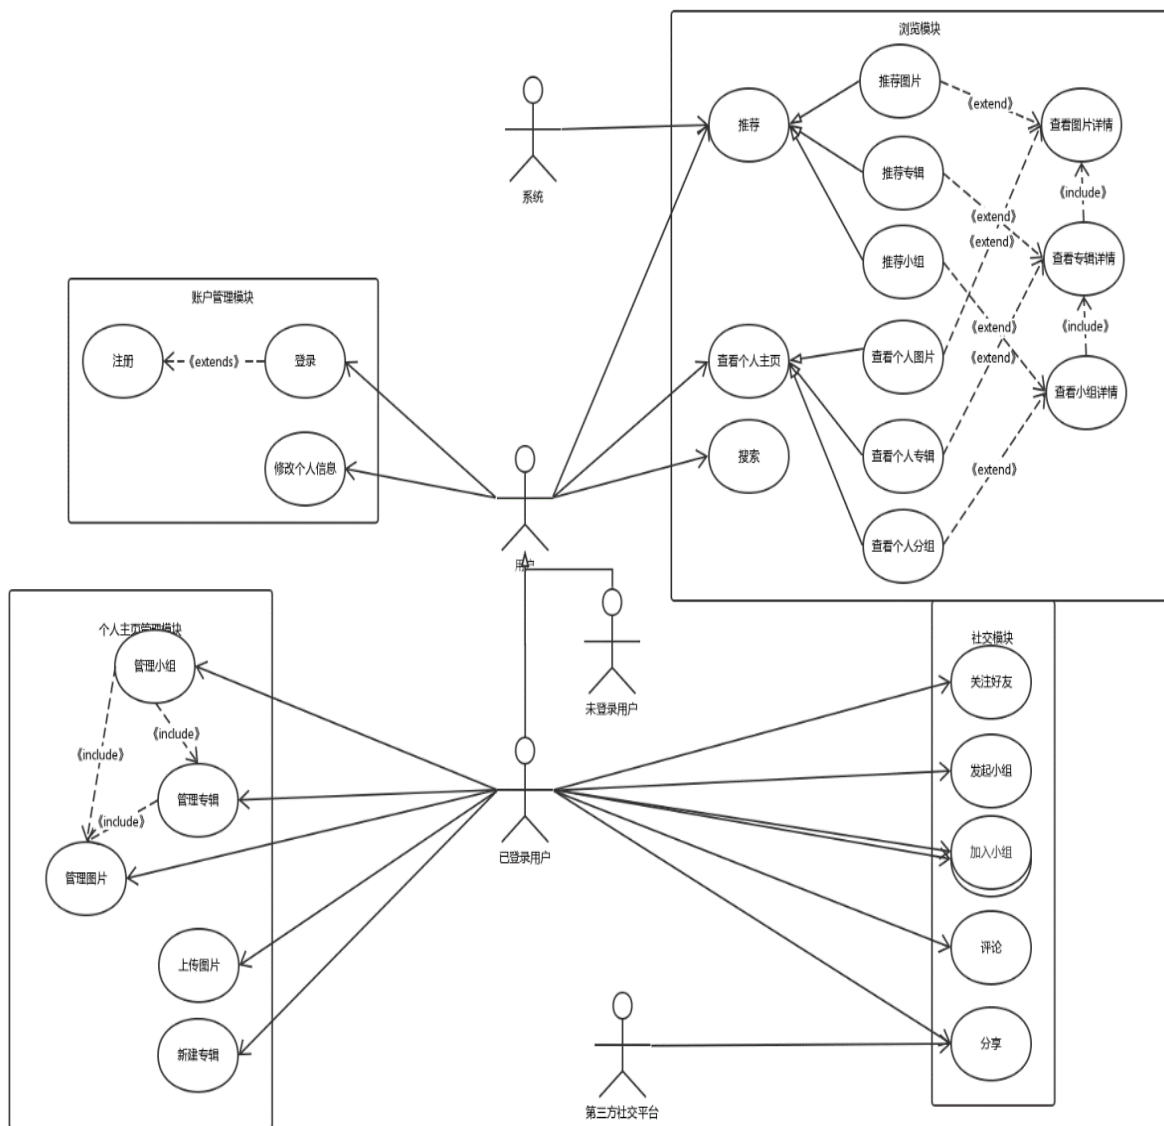 浏览模块
推荐图片
《extend》
推荐
查看图片详情
系统
推荐专辑
《include》
《extend》
《extend》
推荐小组
查看专辑详情
账户管理模块
注册
《extends》
登录
查看个人主页
查看个人图片
《extend》
《extend》
《include》
查看小组详情
修改个人信息
搜索
查看个人专辑
《extend》
查看个人分组
用户
个人主页管理模块
管理小组
《include》
《include》
管理专辑
《include》
管理图片
上传图片
新建专辑
未登录用户
已登录用户
社交模块
关注好友
发起小组
加入小组
评论
分享
第三方社交平台